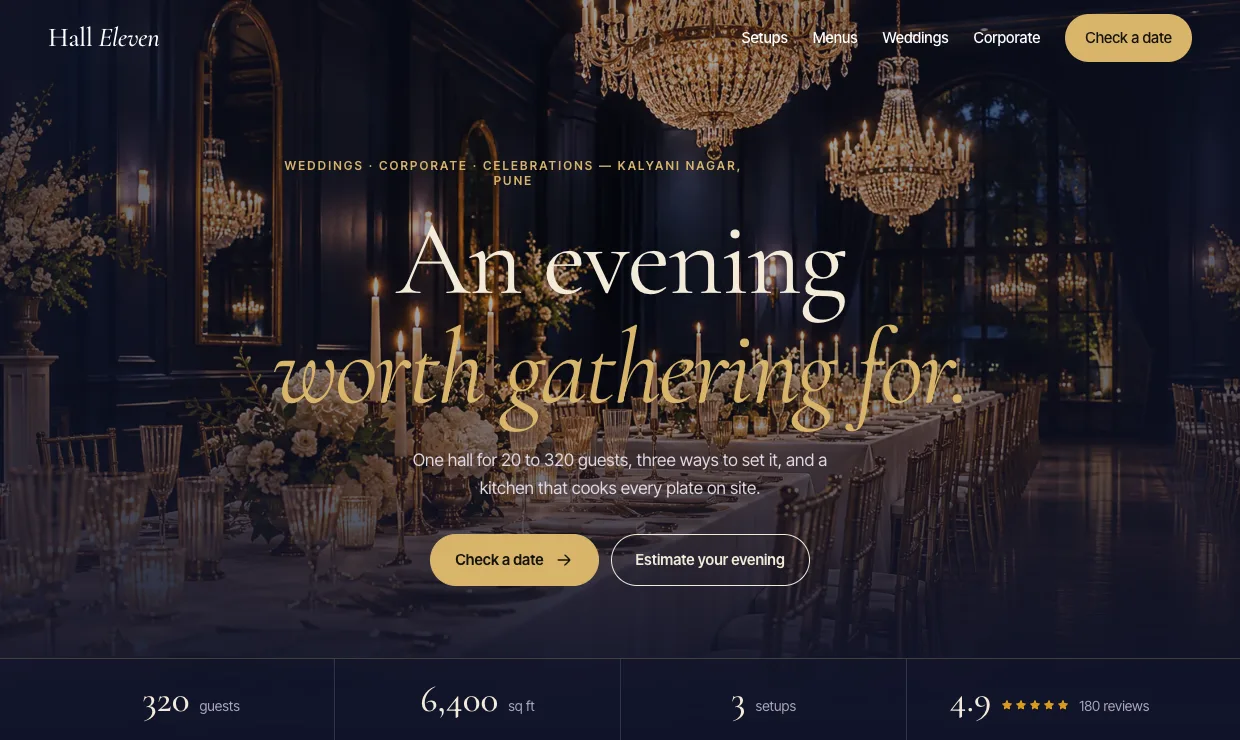 Hall Eleven
Setups Menus Weddings Corporate Check a date
WEDDINGS · CORPORATE · CELEBRATIONS — KALYANI NAGAR,
PUNE
An evening
worth gathering for.
One hall for 20 to 320 guests, three ways to set it, and a
kitchen that cooks every plate on site.
Check a date → Estimate your evening
320 guests
6,400 sq ft
3 setups
4.9 ★★★★★ 180 reviews